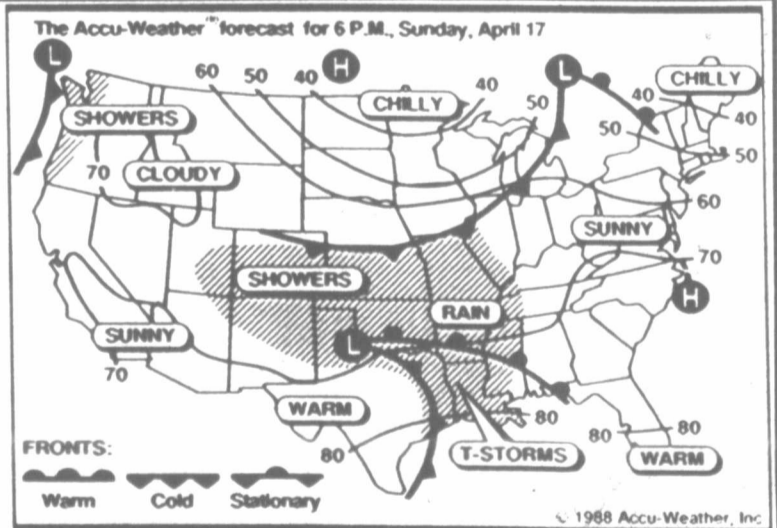 The Accu-Weather™ forecast for 6 P.M., Sunday, April 17
L
H
L
60 50 40
CHILLY
40
CHILLY
SHOWERS
50
40
40
50
50
70
CLOUDY
60
SUNNY
SHOWERS
70
RAIN
H
SUNNY
L
70
WARM
80
80
80
80
T-STORMS
WARM
FRONTS:
Warm Cold Stationary
© 1988 Accu-Weather, Inc